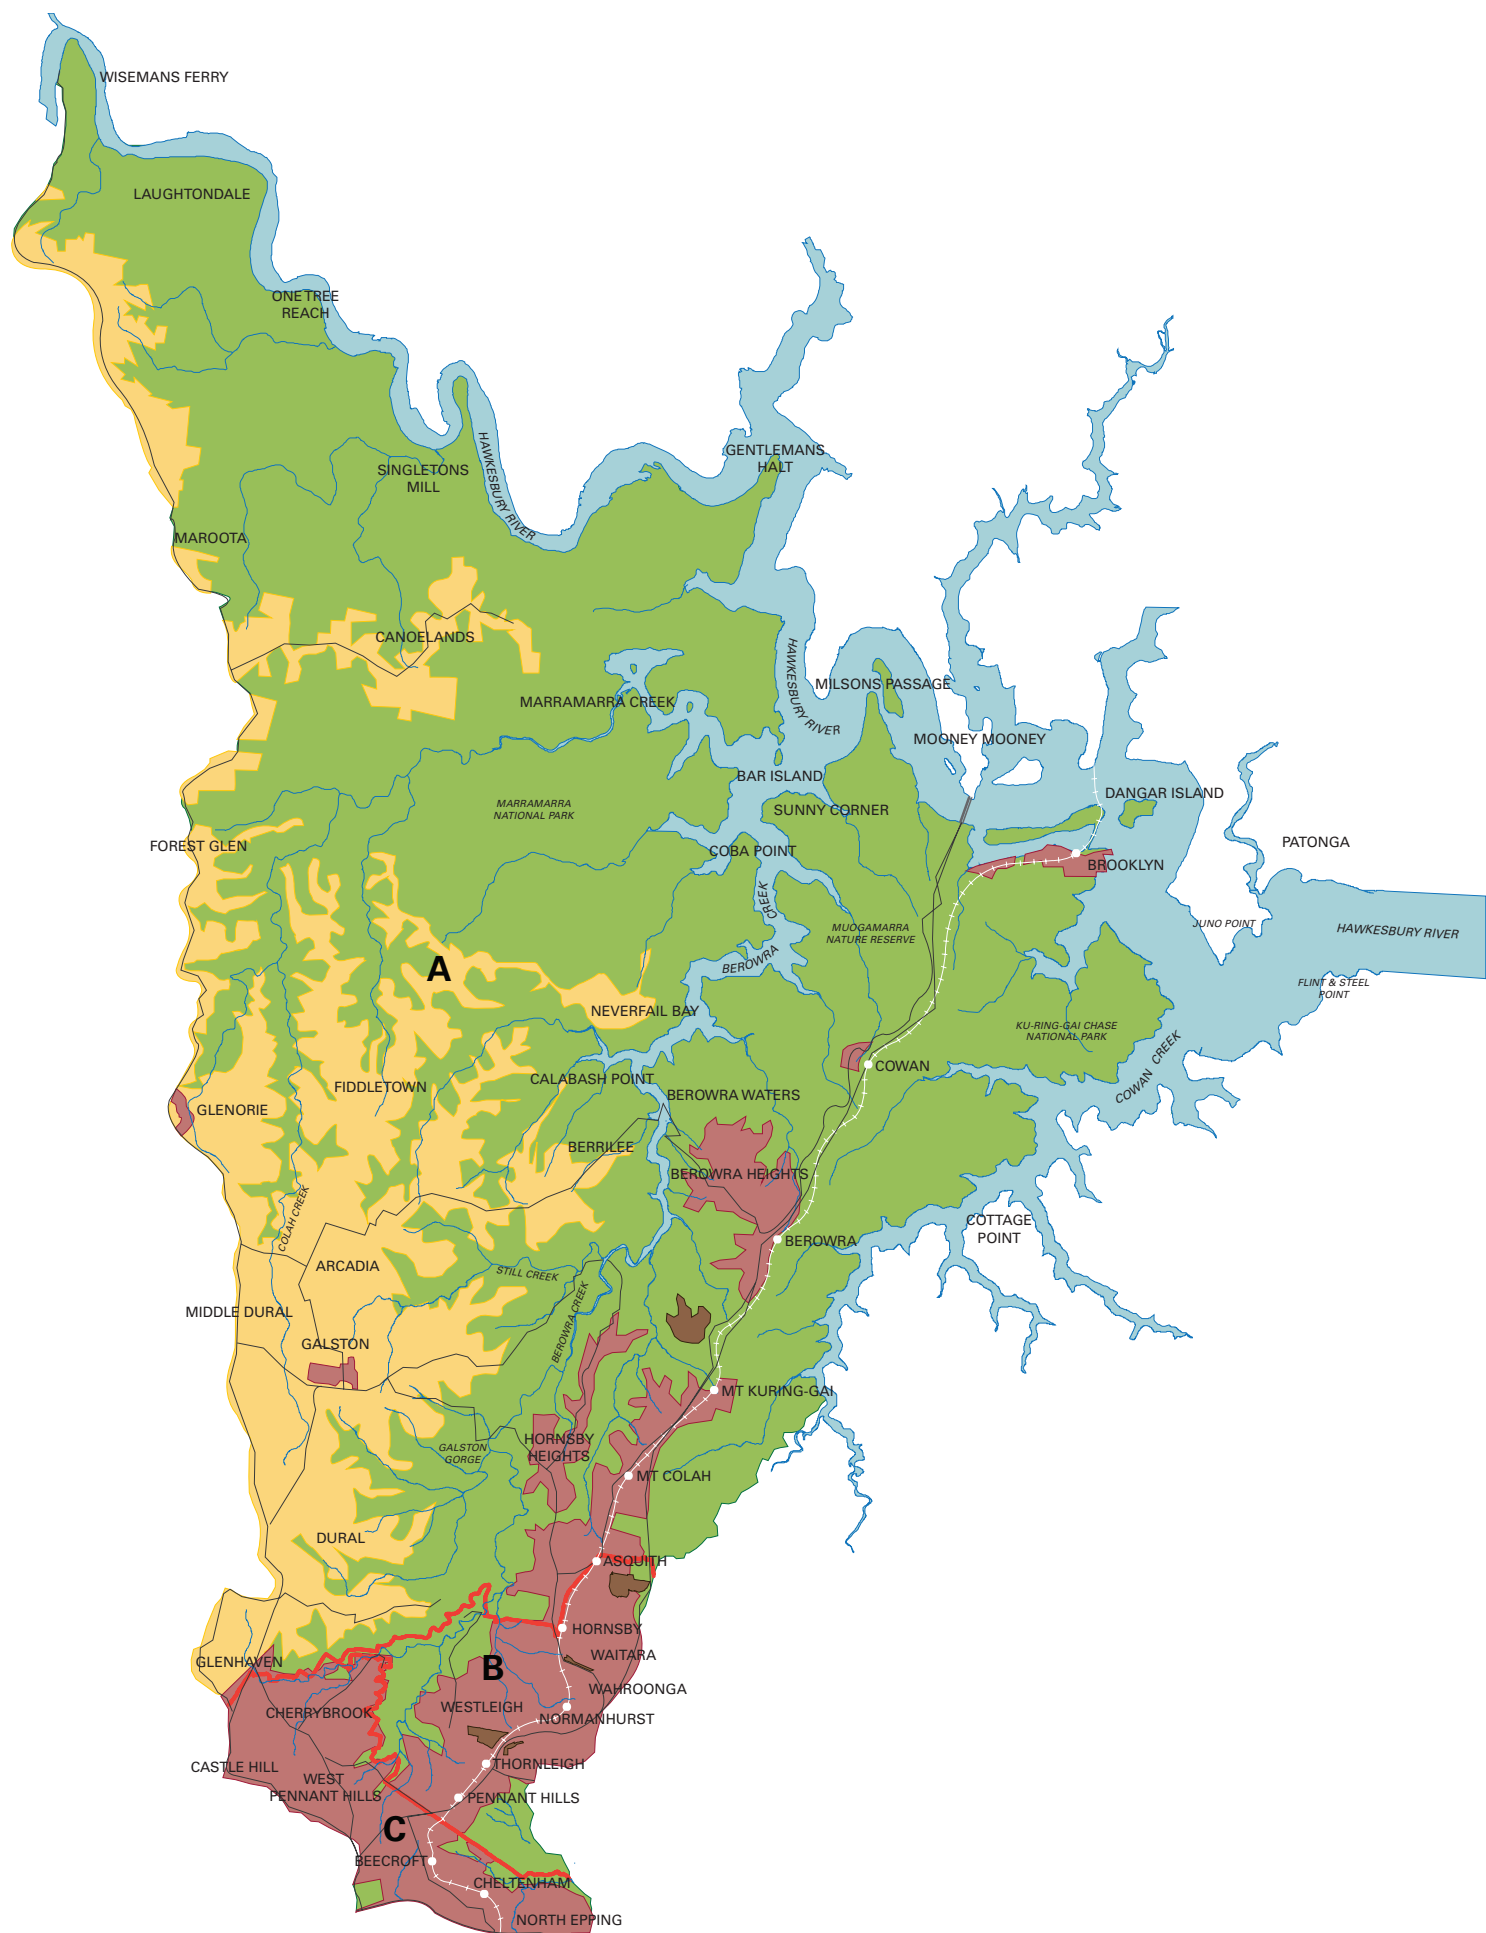 WISEMANS FERRY
LAUGHTONDALE
ONE TREE
REACH
GENTLEMANS
HALT
SINGLETONS
MILL
HAWKESBURY RIVER
MAROOTA
CANOELANDS
HAWKESBURY RIVER
MILSONS PASSAGE
MARRAMARRA CREEK
MOONEY MOONEY
BAR ISLAND
DANGAR ISLAND
MARRAMARRA
NATIONAL PARK
SUNNY CORNER
FOREST GLEN
COBA POINT
PATONGA
BROOKLYN
CREEK
BEROWRA
MUOGAMARRA
NATURE RESERVE
JUNO POINT
HAWKESBURY RIVER
A
FLINT & STEEL
POINT
NEVERFAIL BAY
KU-RING-GAI CHASE
NATIONAL PARK
COWAN
COWAN CREEK
CALABASH POINT
FIDDLETOWN
BEROWRA WATERS
GLENORIE
BERRILEE
BEROWRA HEIGHTS
COLAH CREEK
COTTAGE
POINT
BEROWRA
ARCADIA
STILL CREEK
BEROWRA CREEK
MIDDLE DURAL
GALSTON
MT KURING-GAI
HORNSBY
HEIGHTS
GALSTON
GORGE
MT COLAH
DURAL
ASQUITH
HORNSBY
WAITARA
GLENHAVEN
B
WAHROONGA
WESTLEIGH
CHERRYBROOK
NORMANHURST
CASTLE HILL
THORNLEIGH
WEST
PENNANT HILLS
PENNANT HILLS
C
BEECROFT
CHELTENHAM
NORTH EPPING